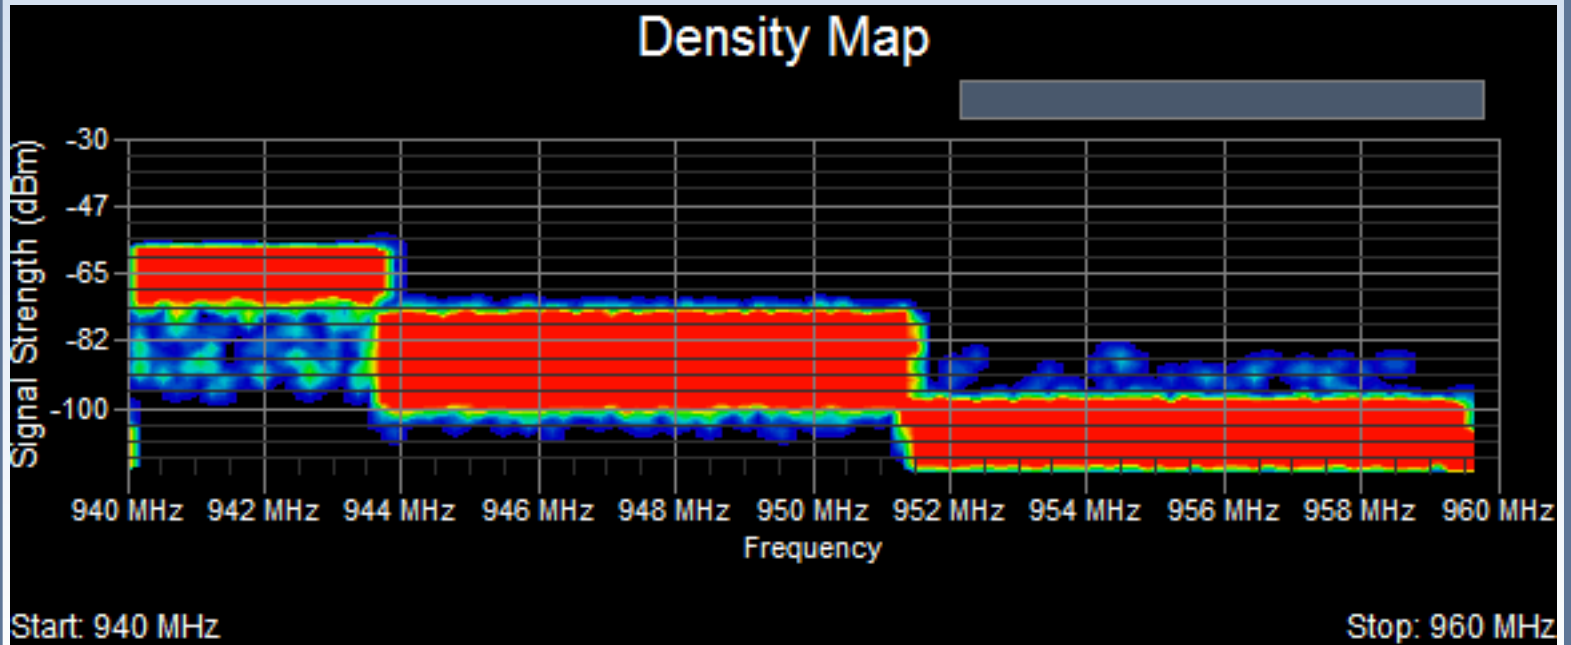 Density Map
Signal Strength (dBm)
-30
-47
-65
-82
-100
940 MHz 942 MHz 944 MHz 946 MHz 948 MHz 950 MHz 952 MHz 954 MHz 956 MHz 958 MHz 960 MHz
Frequency
Start: 940 MHz Stop: 960 MHz